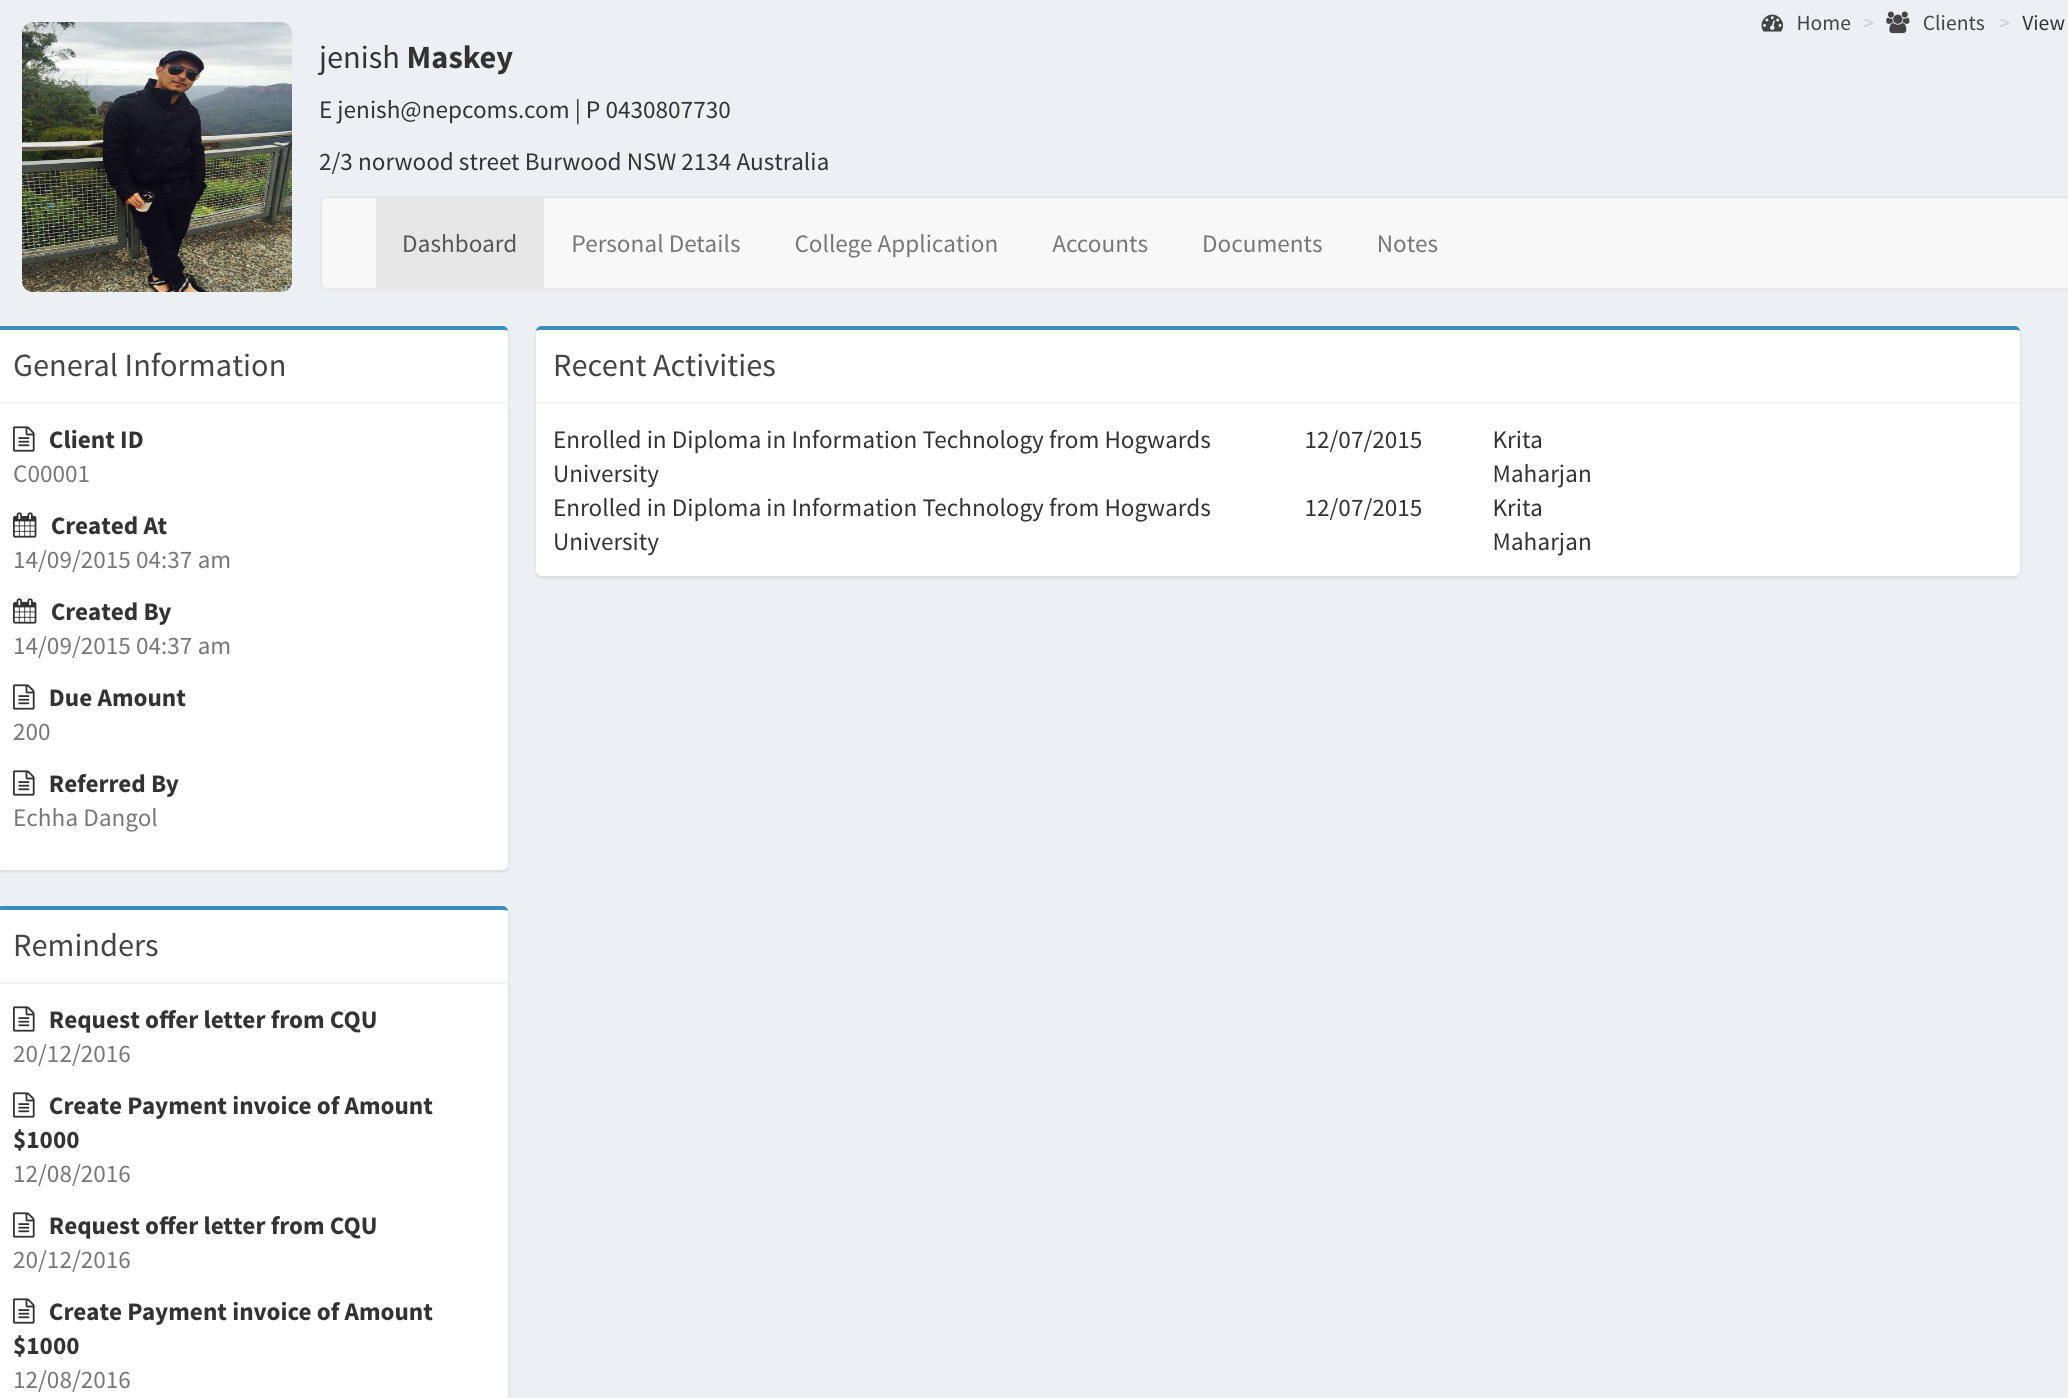 Home > Clients > View
jenish Maskey
E jenish@nepcoms.com | P 0430807730
2/3 norwood street Burwood NSW 2134 Australia
Dashboard Personal Details College Application Accounts Documents Notes
General Information
Client ID
C00001
Created At
14/09/2015 04:37 am
Created By
14/09/2015 04:37 am
Due Amount
200
Referred By
Echha Dangol
Reminders
Request offer letter from CQU
20/12/2016
Create Payment invoice of Amount
$1000
12/08/2016
Request offer letter from CQU
20/12/2016
Create Payment invoice of Amount
$1000
12/08/2016
Recent Activities
Enrolled in Diploma in Information Technology from Hogwards 12/07/2015 Krita
University Maharjan
Enrolled in Diploma in Information Technology from Hogwards 12/07/2015 Krita
University Maharjan